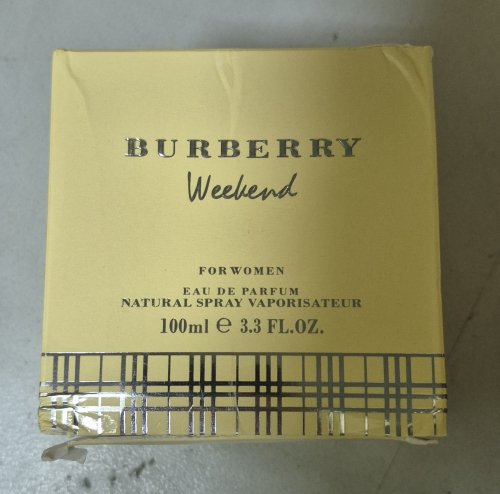 BURBERRY
Weekend
FOR WOMEN
EAU DE PARFUM
NATURAL SPRAY VAPORISATEUR
100ml ℮ 3.3 FL.OZ.